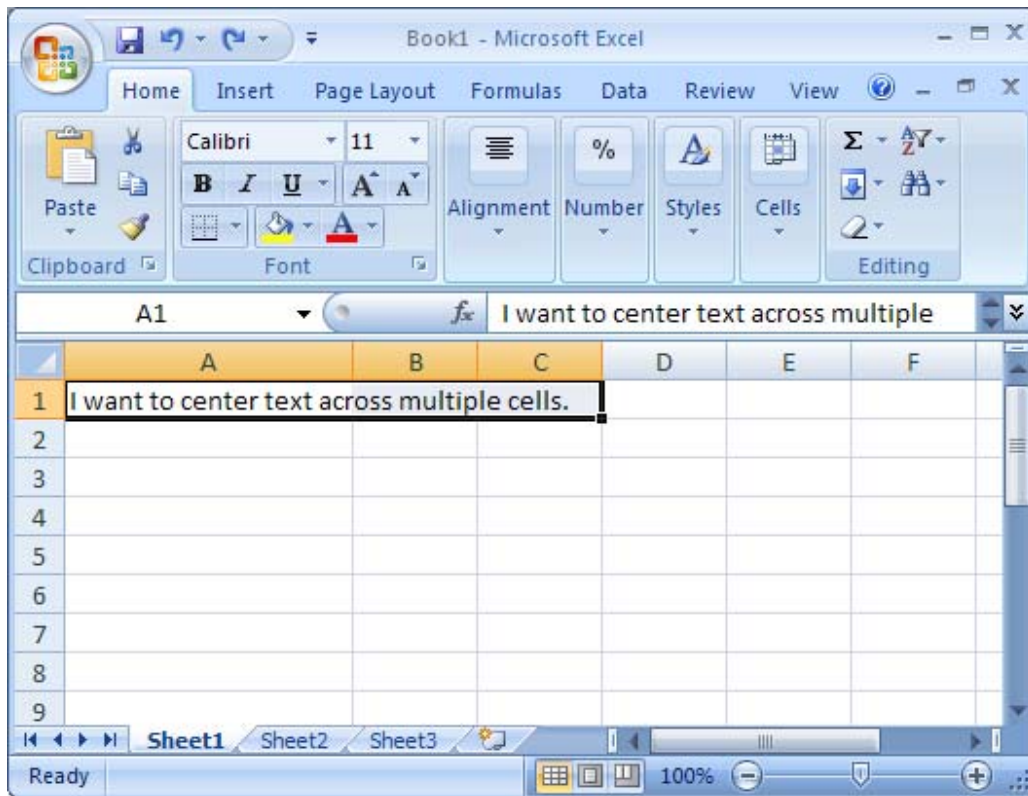 Book1 - Microsoft Excel
Home Insert Page Layout Formulas Data Review View
Calibri 11
B I U A A
A
Paste
Clipboard
Font
Alignment
%
Number
A
Styles
Cells
Σ A Z
Editing
A1 fx I want to center text across multiple
A B C D E F
1 I want to center text across multiple cells.
2
3
4
5
6
7
8
9
Sheet1 Sheet2 Sheet3
Ready 100%